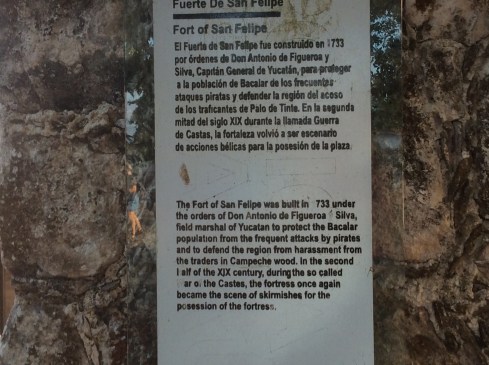 Fuerte De San Felipe
Fort of San Felipe
El Fuerte de San Felipe fue construido en 1733
por órdenes de Don Antonio de Figueroa y
Silva, Capitán General de Yucatán, para proteger
a la población de Bacalar de los frecuentes
ataques piratas y defender la región del aceso
de los traficantes de Palo de Tinte. En la segunda
mitad del siglo XIX durante la llamada Guerra
de Castas, la fortaleza volvió a ser escenario
de acciones bélicas para la posesión de la plaza.
The Fort of San Felipe was built in 733 under
the orders of Don Antonio de Figueroa Silva,
field marshal of Yucatan to protect the Bacalar
population from the frequent attacks by pirates
and to defend the region from harassment from
the traders in Campeche wood. In the second
alf of the XIX century, during the so called
ar o the Castes, the fortress once again
became the scene of skirmishes for the
posession of the fortress.